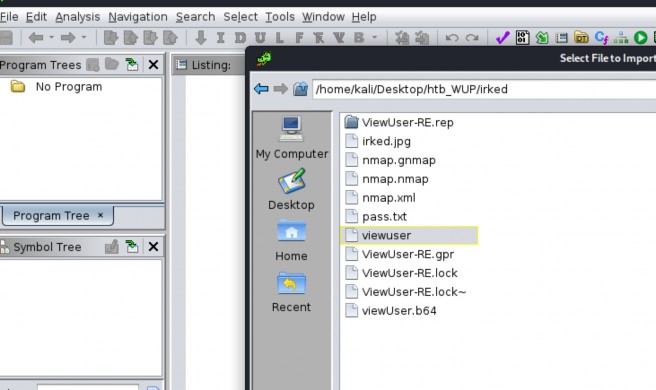 File Edit Analysis Navigation Search Select Tools Window Help
I D U L F K V B
DT Cf
Program Trees
No Program
Program Tree ×
Symbol Tree
Listing:
Select File to Import
/home/kali/Desktop/htb_WUP/irked
My Computer
Desktop
Home
Recent
ViewUser-RE.rep
irked.jpg
nmap.gnmap
nmap.nmap
nmap.xml
pass.txt
viewuser
ViewUser-RE.gpr
ViewUser-RE.lock
ViewUser-RE.lock~
viewUser.b64